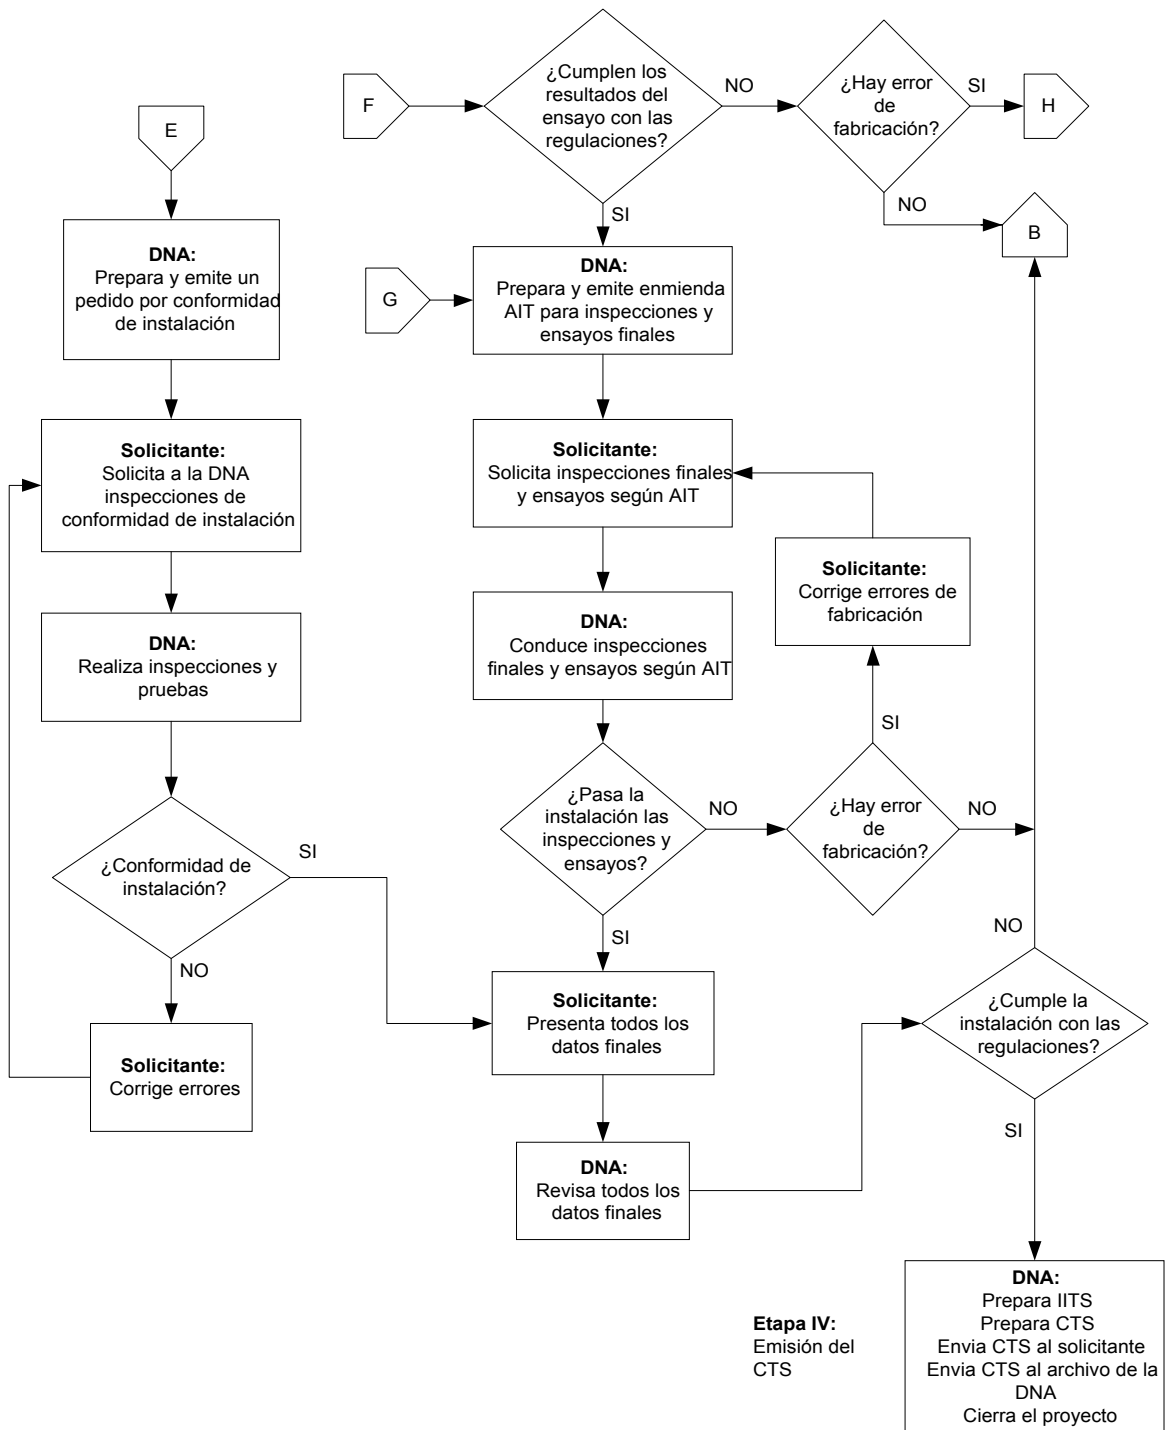 E
DNA:
Prepara y emite un
pedido por conformidad
de instalación
Solicitante:
Solicita a la DNA
inspecciones de
conformidad de instalación
DNA:
Realiza inspecciones y
pruebas
¿Conformidad de
instalación?
SI
NO
Solicitante:
Corrige errores
F
¿Cumplen los
resultados del
ensayo con las
regulaciones?
NO
¿Hay error
de
fabricación?
SI
H
NO
B
SI
G
DNA:
Prepara y emite enmienda
AIT para inspecciones y
ensayos finales
Solicitante:
Solicita inspecciones finales
y ensayos según AIT
DNA:
Conduce inspecciones
finales y ensayos según AIT
Solicitante:
Corrige errores de
fabricación
SI
¿Pasa la
instalación las
inspecciones y
ensayos?
NO
¿Hay error
de
fabricación?
NO
SI
Solicitante:
Presenta todos los
datos finales
DNA:
Revisa todos los
datos finales
NO
¿Cumple la
instalación con las
regulaciones?
SI
Etapa IV:
Emisión del
CTS
DNA:
Prepara IITS
Prepara CTS
Envia CTS al solicitante
Envia CTS al archivo de la
DNA
Cierra el proyecto